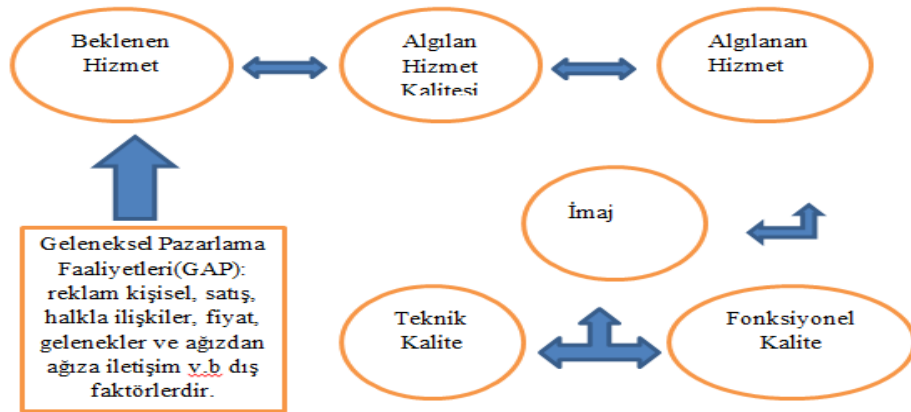 Beklenen
Hizmet
Algılan
Hizmet
Kalitesi
Algılanan
Hizmet
İmaj
Geleneksel Pazarlama
Faaliyetleri(GAP):
reklam kişisel, satış,
halkla ilişkiler, fiyat,
gelenekler ve ağızdan
ağıza iletişim v.b dış
faktörlerdir.
Teknik
Kalite
Fonksiyonel
Kalite